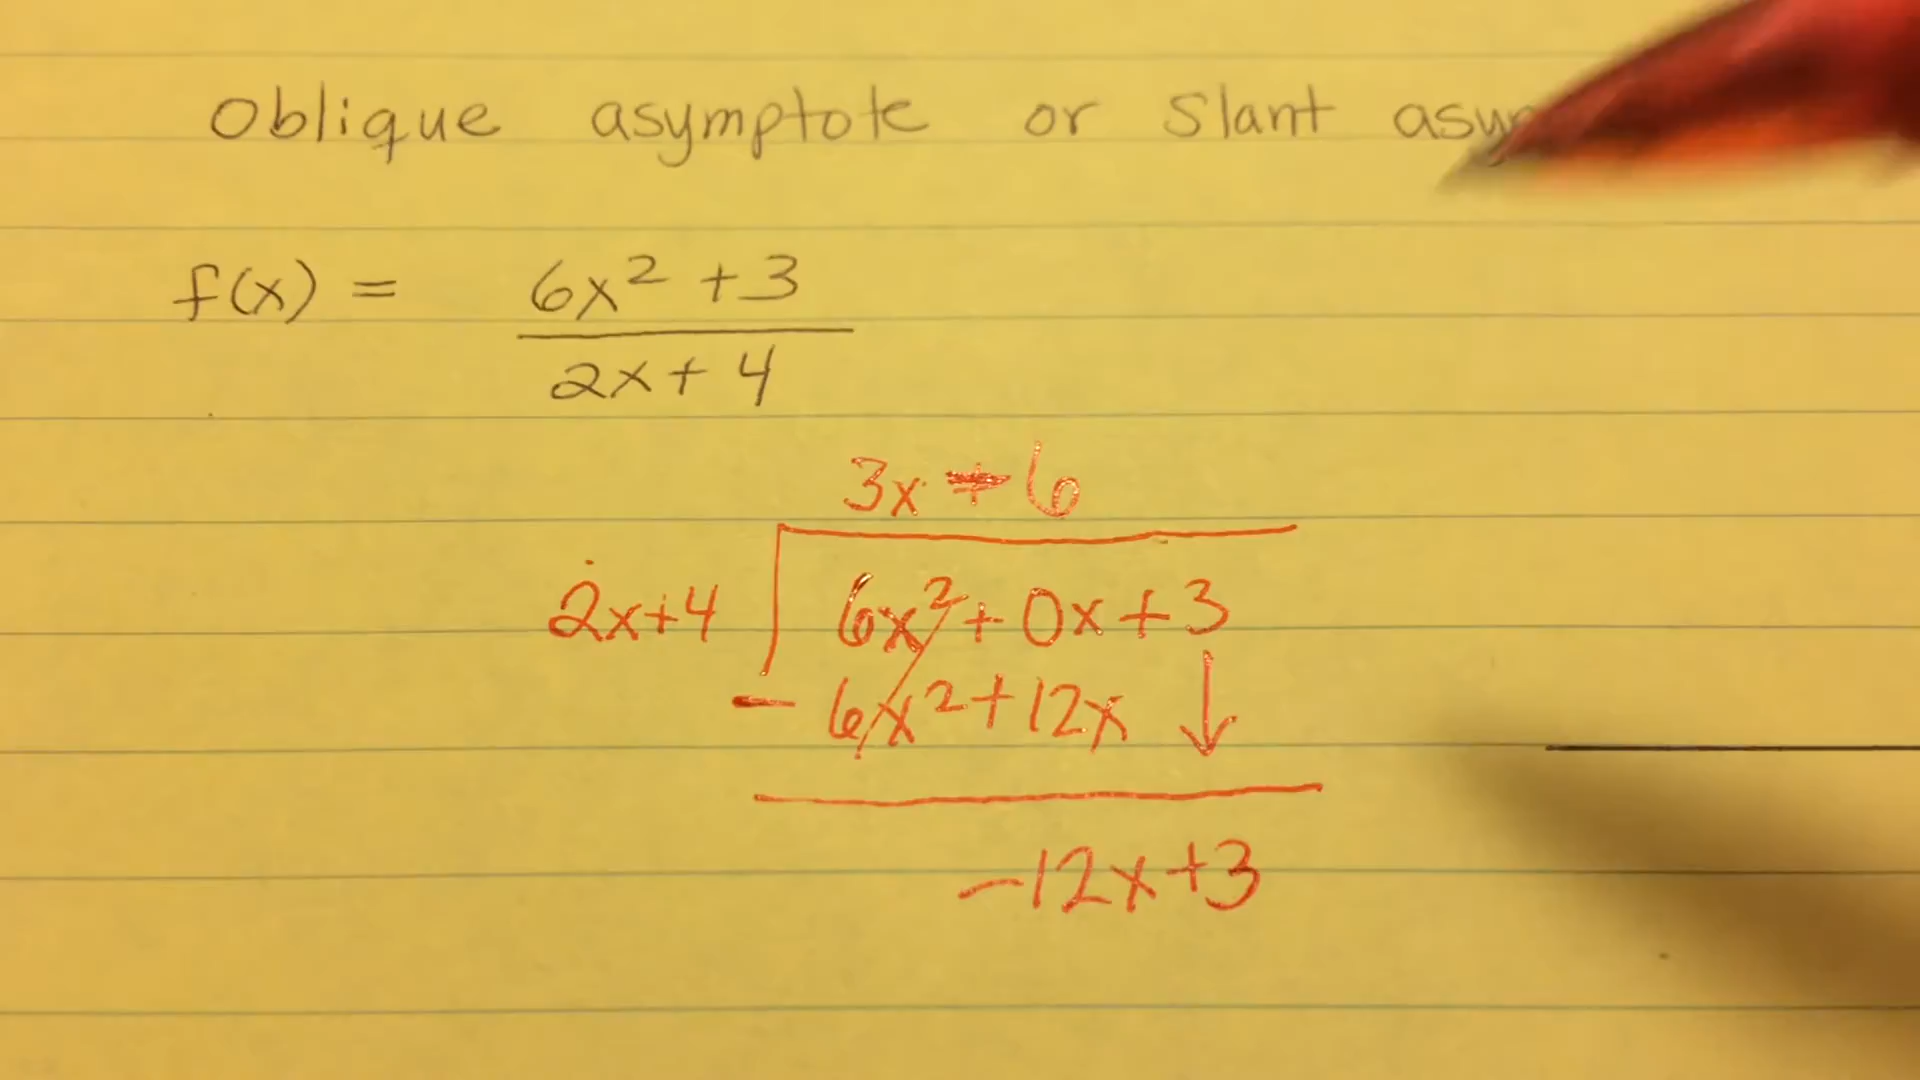 Oblique asymptote or slant
f(x) = 6x² + 3
2x + 4
3x - 6
2x+4 6x² + 0x + 3
- 6x² + 12x ↓
-12x+3